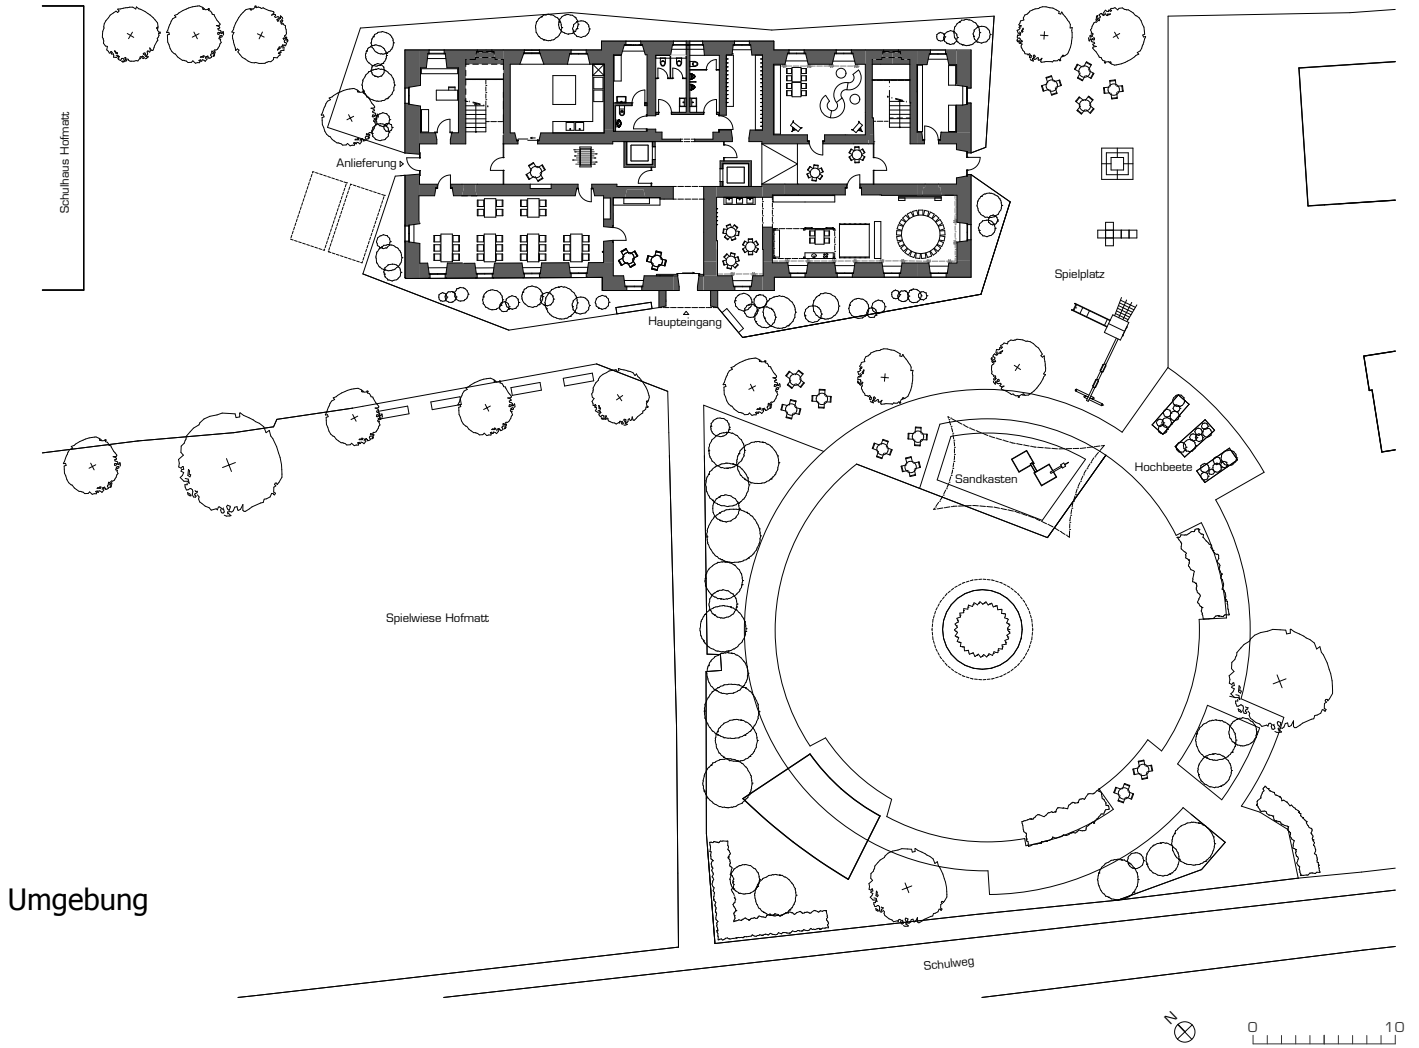 Schulhaus Hofmatt
Anlieferung
Haupteingang
Spielplatz
Hochbeete
Sandkasten
Spielwiese Hofmatt
Umgebung
Schulweg
N
0 10